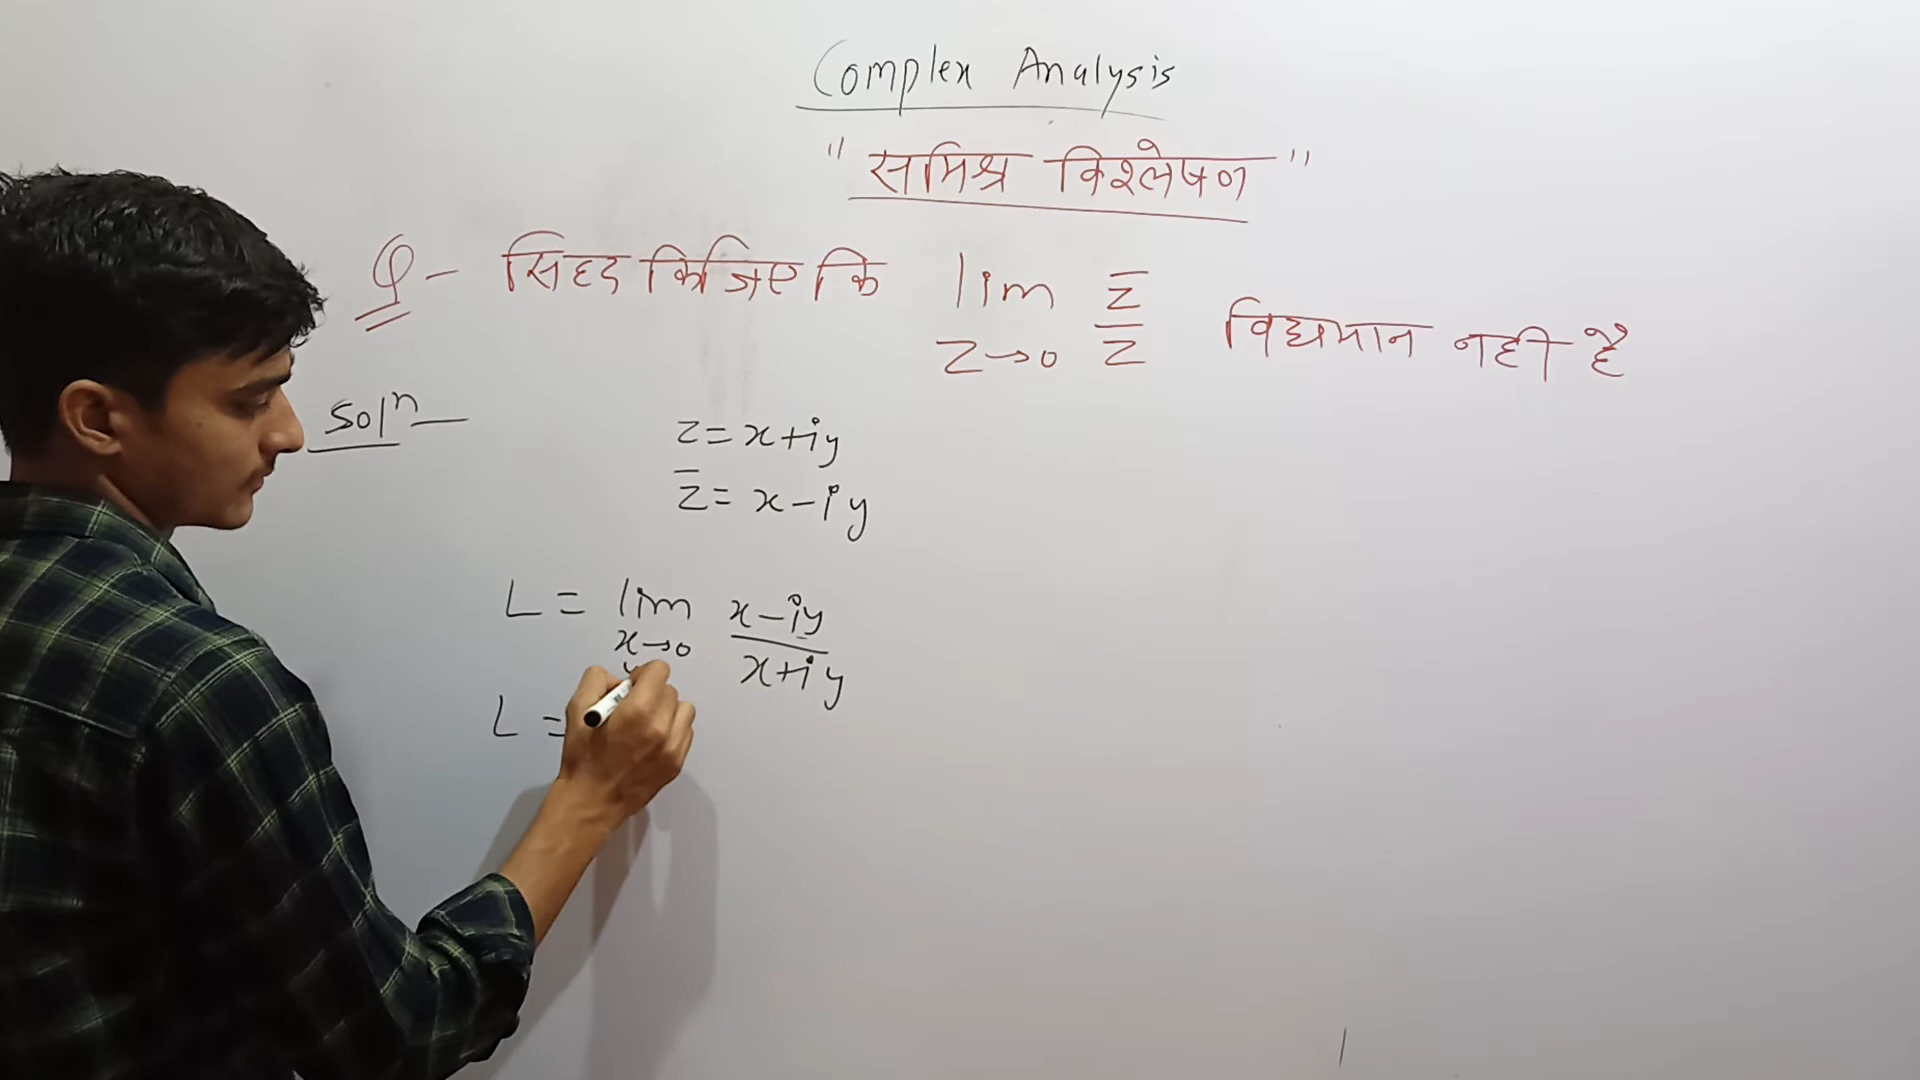 Complex Analysis
"समिश्र विश्लेषण"
Q- सिद्द किजिए कि lim z→0 z̅/z विद्यमान नही है
Solⁿ —
z = x+iy
z̅ = x-iy
L = lim x→0 y (x-iy)/(x+iy)
L =